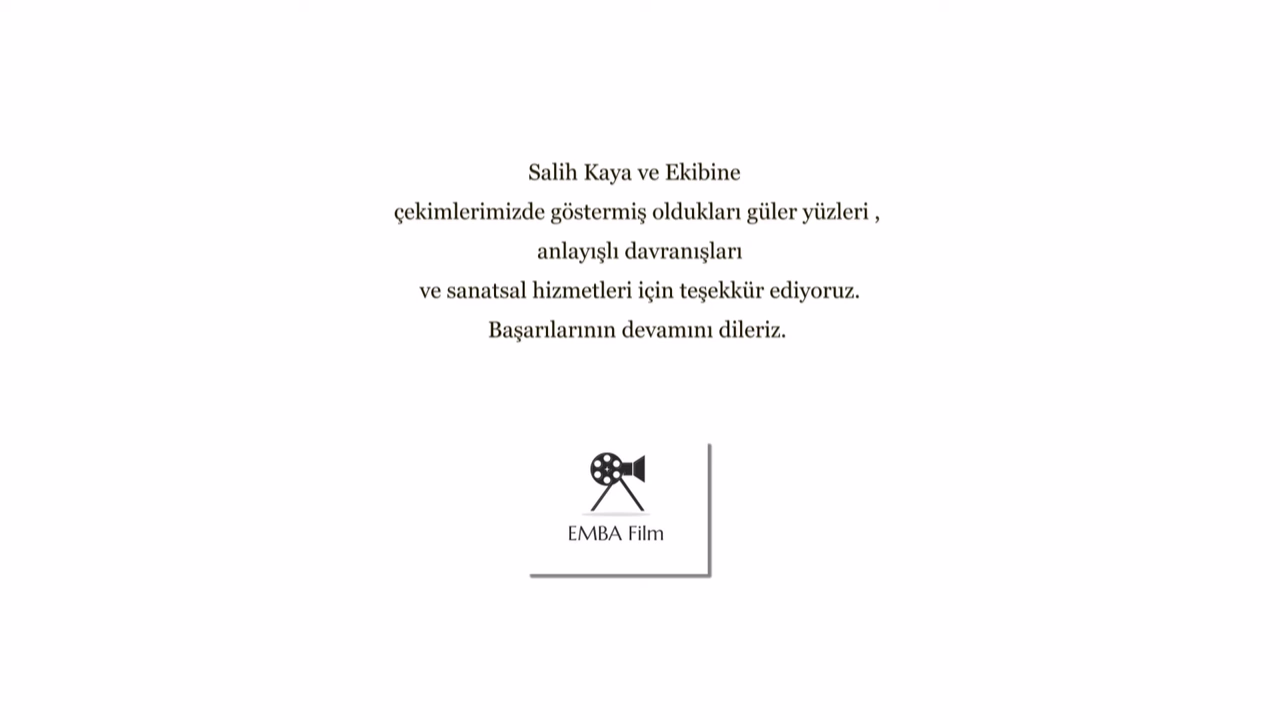 Salih Kaya ve Ekibine
çekimlerimizde göstermiş oldukları güler yüzleri ,
anlayışlı davranışları
ve sanatsal hizmetleri için teşekkür ediyoruz.
Başarılarının devamını dileriz.
EMBA Film